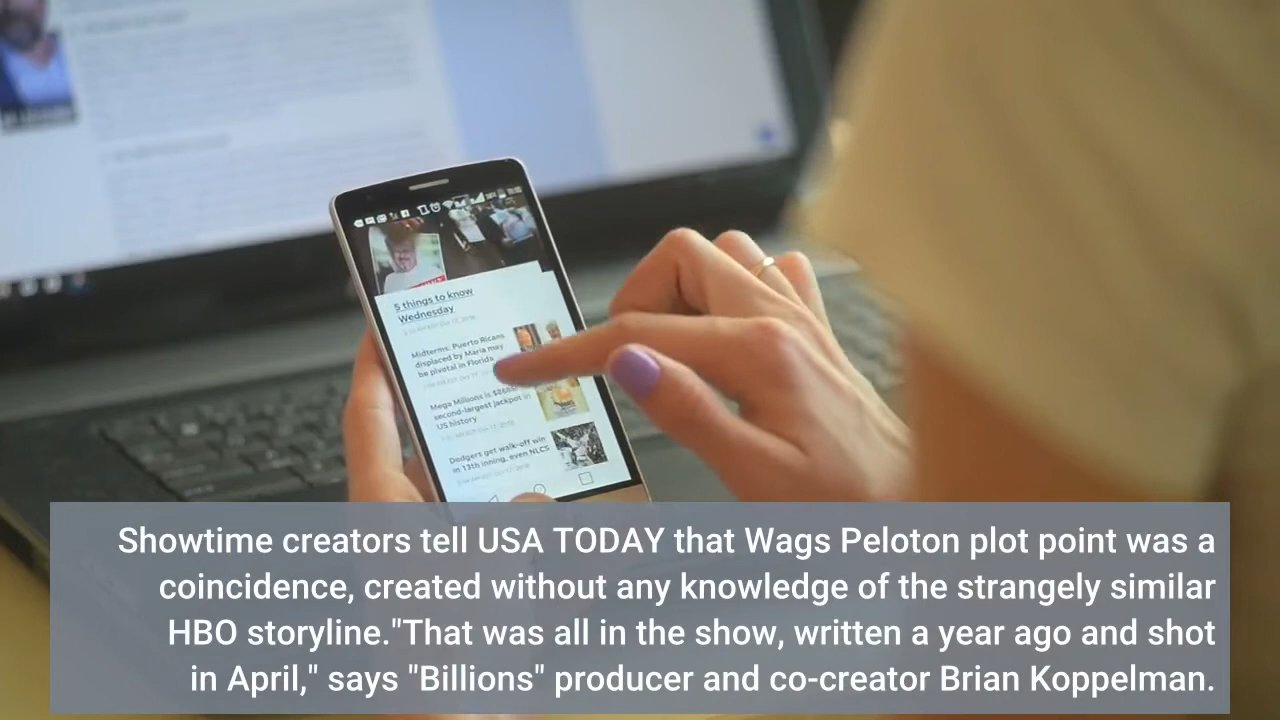 5 things to know
Wednesday
Midterms: Puerto Ricans
displaced by Maria may
be pivotal in Florida
Mega Millions is
second-largest jackpot in
US history
Dodgers get walk-off win
in 13th inning, even NLCS
Showtime creators tell USA TODAY that Wags Peloton plot point was a
coincidence, created without any knowledge of the strangely similar
HBO storyline."That was all in the show, written a year ago and shot
in April," says "Billions" producer and co-creator Brian Koppelman.